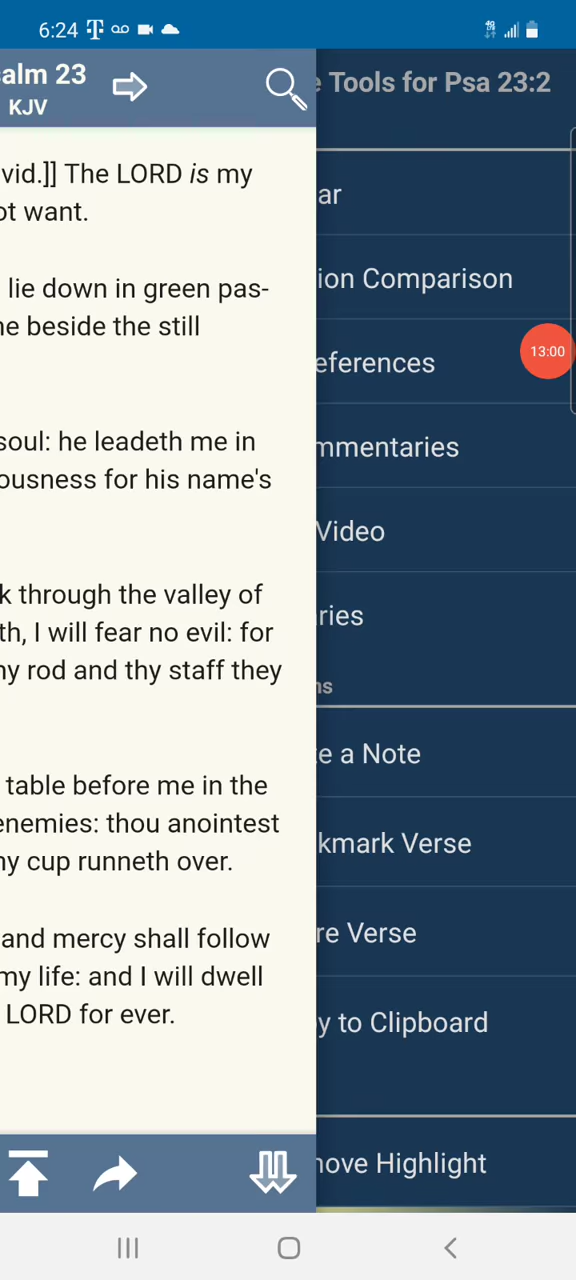 6:24
alm 23
KJV
Tools for Psa 23:2
vid.]] The LORD is my
ot want.
lie down in green pas-
ne beside the still
soul: he leadeth me in
ousness for his name's
k through the valley of
th, I will fear no evil: for
ny rod and thy staff they
table before me in the
enemies: thou anointest
ny cup runneth over.
and mercy shall follow
my life: and I will dwell
LORD for ever.
ar
ion Comparison
eferences
13:00
mmentaries
Video
ries
ns
e a Note
kmark Verse
re Verse
y to Clipboard
nove Highlight